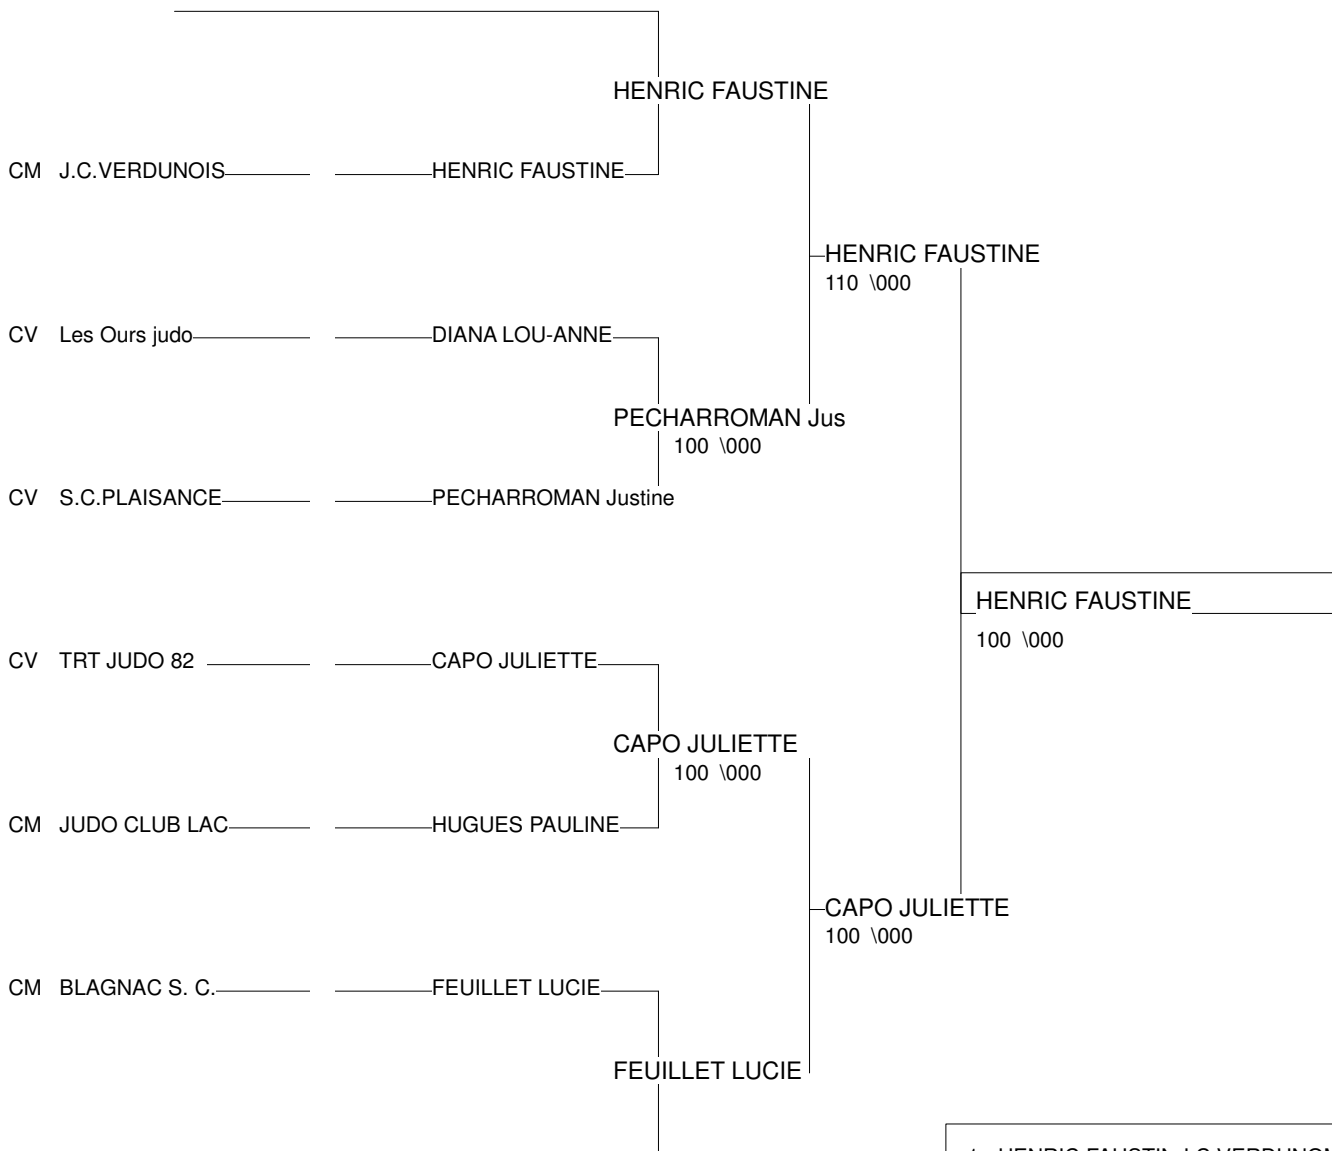 HENRIC FAUSTINE
CM J.C.VERDUNOIS HENRIC FAUSTINE
HENRIC FAUSTINE
110 \000
CV Les Ours judo DIANA LOU-ANNE
PECHARROMAN Jus
100 \000
CV S.C.PLAISANCE PECHARROMAN Justine
HENRIC FAUSTINE
100 \000
CV TRT JUDO 82 CAPO JULIETTE
CAPO JULIETTE
100 \000
CM JUDO CLUB LAC HUGUES PAULINE
CAPO JULIETTE
100 \000
CM BLAGNAC S. C. FEUILLET LUCIE
FEUILLET LUCIE